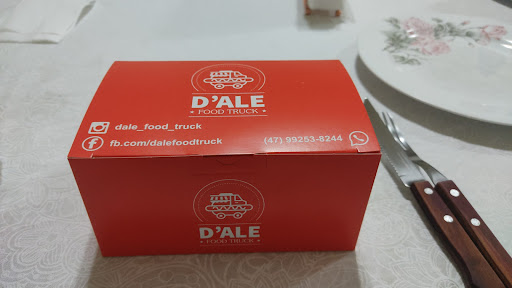 D'ALE
• FOOD TRUCK •
dale_food_truck
fb.com/dalefoodtruck
(47) 99253-8244
D'ALE
• FOOD TRUCK •